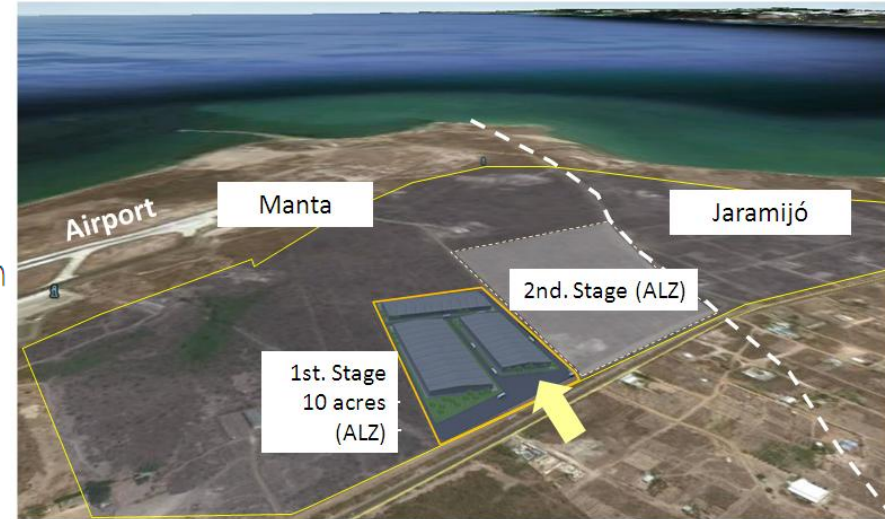 Airport
Manta
Jaramijó
2nd. Stage (ALZ)
1st. Stage
10 acres
(ALZ)